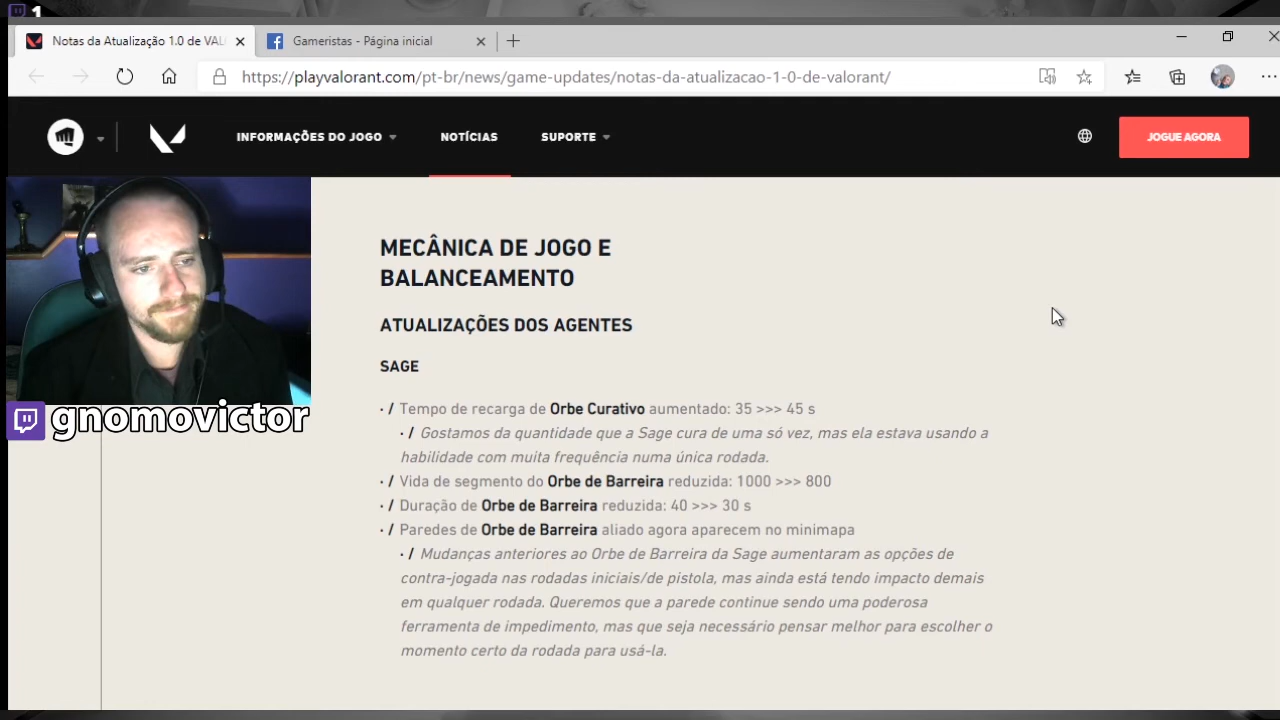 1
Notas da Atualização 1.0 de VAL
Gameristas - Página inicial
https://playvalorant.com/pt-br/news/game-updates/notas-da-atualizacao-1-0-de-valorant/
INFORMAÇÕES DO JOGO
NOTÍCIAS
SUPORTE
JOGUE AGORA
MECÂNICA DE JOGO E
BALANCEAMENTO
ATUALIZAÇÕES DOS AGENTES
SAGE
· / Tempo de recarga de Orbe Curativo aumentado: 35 >>> 45 s
· / Gostamos da quantidade que a Sage cura de uma só vez, mas ela estava usando a
habilidade com muita frequência numa única rodada.
· / Vida de segmento do Orbe de Barreira reduzida: 1000 >>> 800
· / Duração de Orbe de Barreira reduzida: 40 >>> 30 s
· / Paredes de Orbe de Barreira aliado agora aparecem no minimapa
· / Mudanças anteriores ao Orbe de Barreira da Sage aumentaram as opções de
contra-jogada nas rodadas iniciais/de pistola, mas ainda está tendo impacto demais
em qualquer rodada. Queremos que a parede continue sendo uma poderosa
ferramenta de impedimento, mas que seja necessário pensar melhor para escolher o
momento certo da rodada para usá-la.
gnomovictor